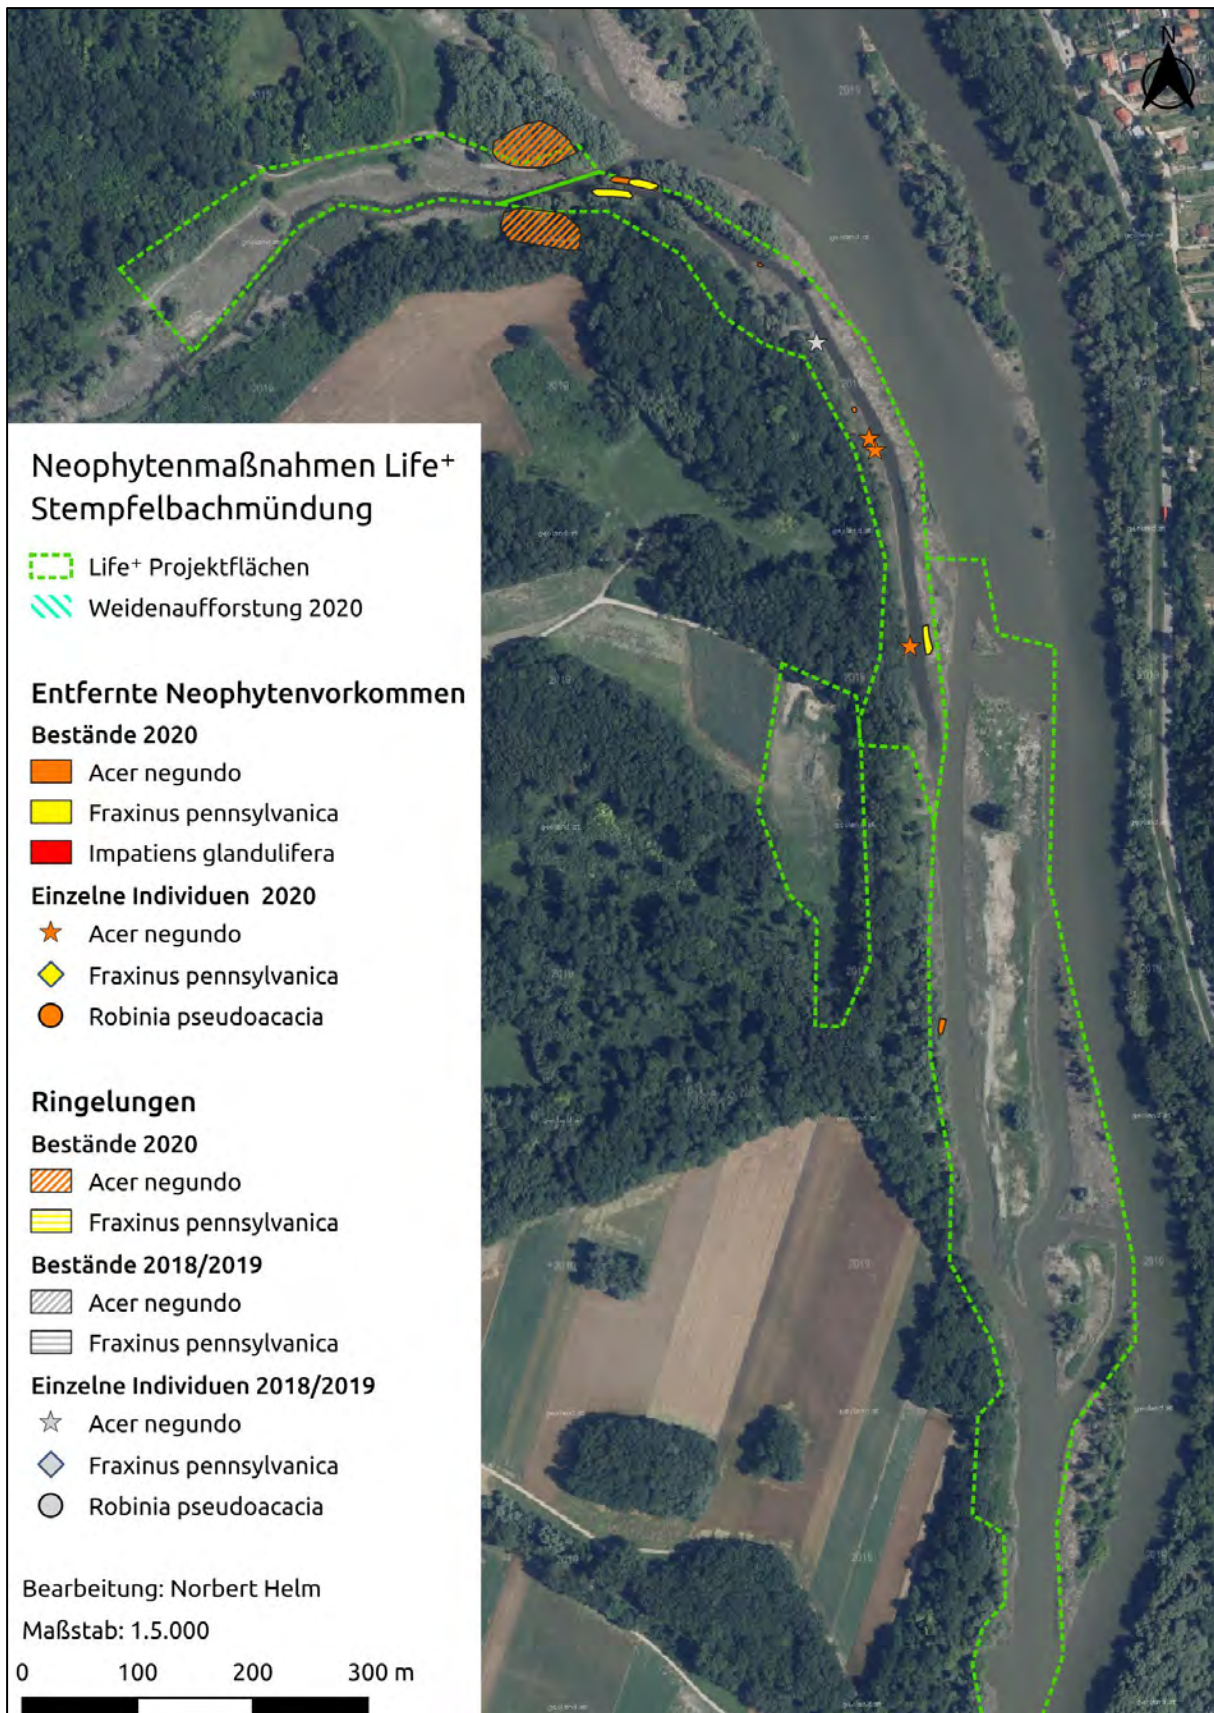 N
Neophytenmaßnahmen Life⁺
Stempfelbachmündung
Life⁺ Projektflächen
Weidenaufforstung 2020
Entfernte Neophytenvorkommen
Bestände 2020
Acer negundo
Fraxinus pennsylvanica
Impatiens glandulifera
Einzelne Individuen 2020
Acer negundo
Fraxinus pennsylvanica
Robinia pseudoacacia
Ringelungen
Bestände 2020
Acer negundo
Fraxinus pennsylvanica
Bestände 2018/2019
Acer negundo
Fraxinus pennsylvanica
Einzelne Individuen 2018/2019
Acer negundo
Fraxinus pennsylvanica
Robinia pseudoacacia
Bearbeitung: Norbert Helm
Maßstab: 1.5.000
0 100 200 300 m